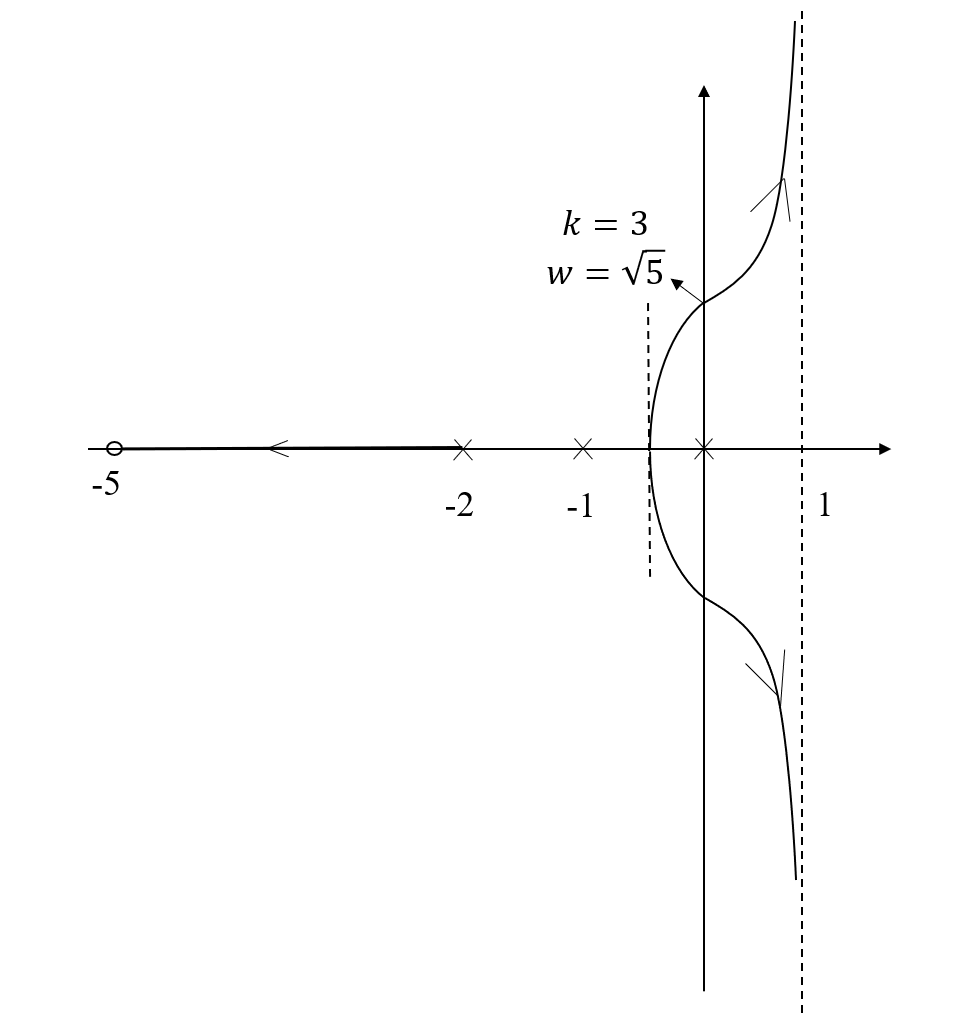 k = 3
w = √5
-5
-2
-1
1